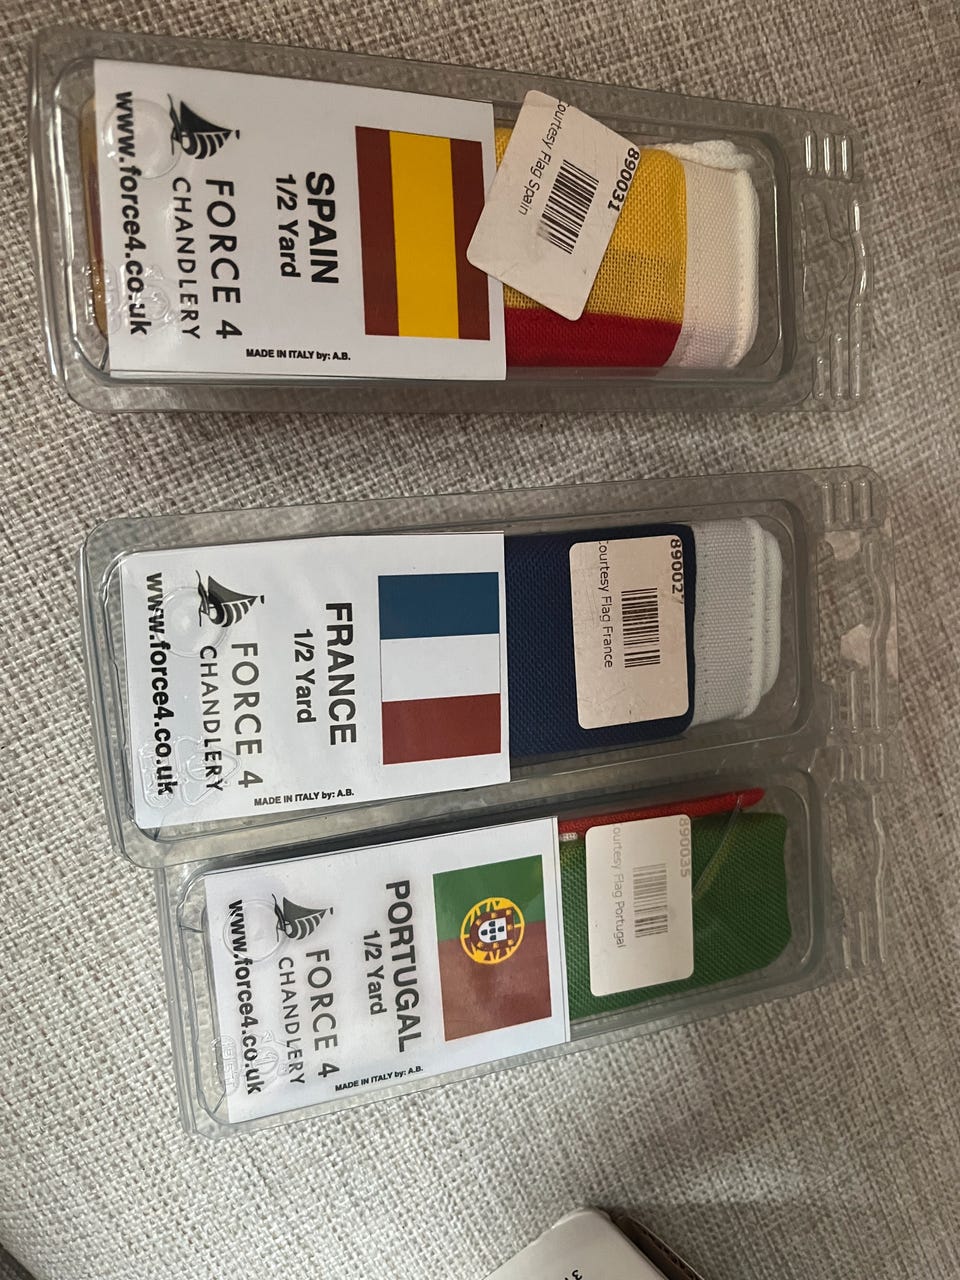 SPAIN
1/2 Yard
FORCE 4
CHANDLERY
www.force4.co.uk
MADE IN ITALY by: A.B.
890031
Courtesy Flag Spain
FRANCE
1/2 Yard
FORCE 4
CHANDLERY
www.force4.co.uk
MADE IN ITALY by: A.B.
890027
Courtesy Flag France
PORTUGAL
1/2 Yard
FORCE 4
CHANDLERY
www.force4.co.uk
MADE IN ITALY by: A.B.
890035
ourtesy Flag Portugal